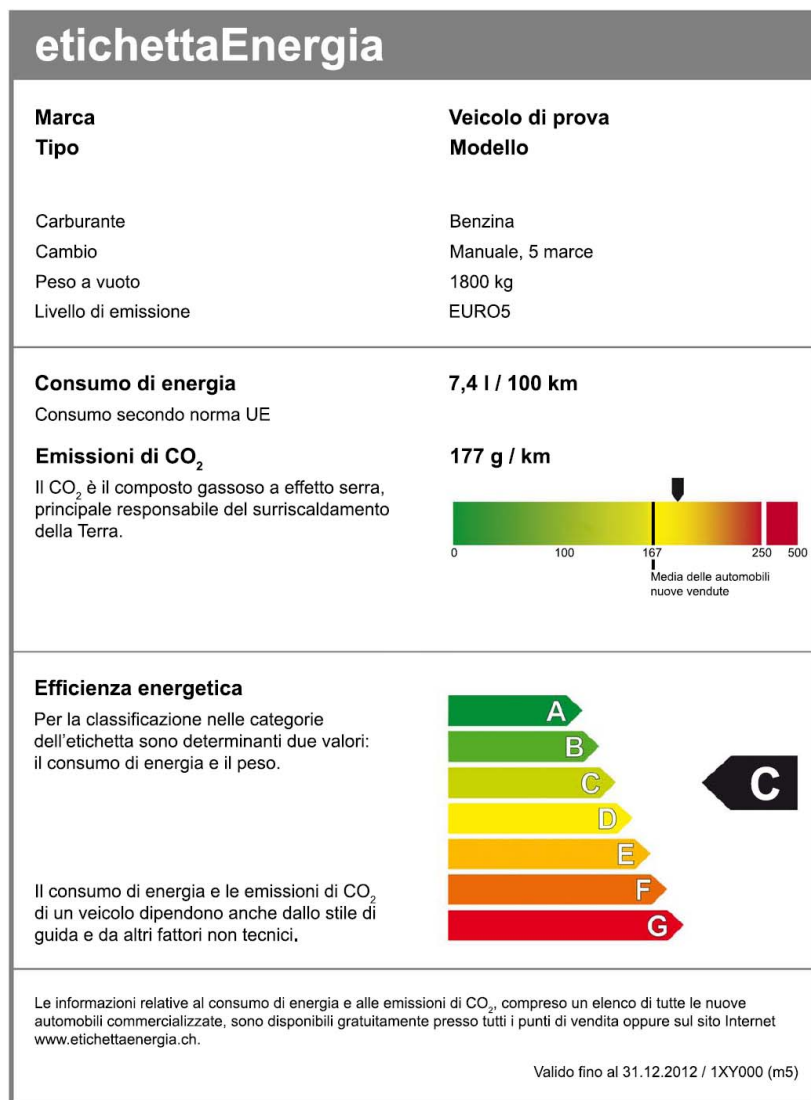 etichettaEnergia
Marca Veicolo di prova
Tipo Modello
Carburante Benzina
Cambio Manuale, 5 marce
Peso a vuoto 1800 kg
Livello di emissione EURO5
Consumo di energia 7,4 l / 100 km
Consumo secondo norma UE
Emissioni di CO₂ 177 g / km
Il CO₂ è il composto gassoso a effetto serra,
principale responsabile del surriscaldamento
della Terra.
0 100 167 250 500
Media delle automobili
nuove vendute
Efficienza energetica
Per la classificazione nelle categorie
dell'etichetta sono determinanti due valori:
il consumo di energia e il peso.
A
B
C
C
D
E
F
G
Il consumo di energia e le emissioni di CO₂
di un veicolo dipendono anche dallo stile di
guida e da altri fattori non tecnici.
Le informazioni relative al consumo di energia e alle emissioni di CO₂, compreso un elenco di tutte le nuove
automobili commercializzate, sono disponibili gratuitamente presso tutti i punti di vendita oppure sul sito Internet
www.etichettaenergia.ch.
Valido fino al 31.12.2012 / 1XY000 (m5)